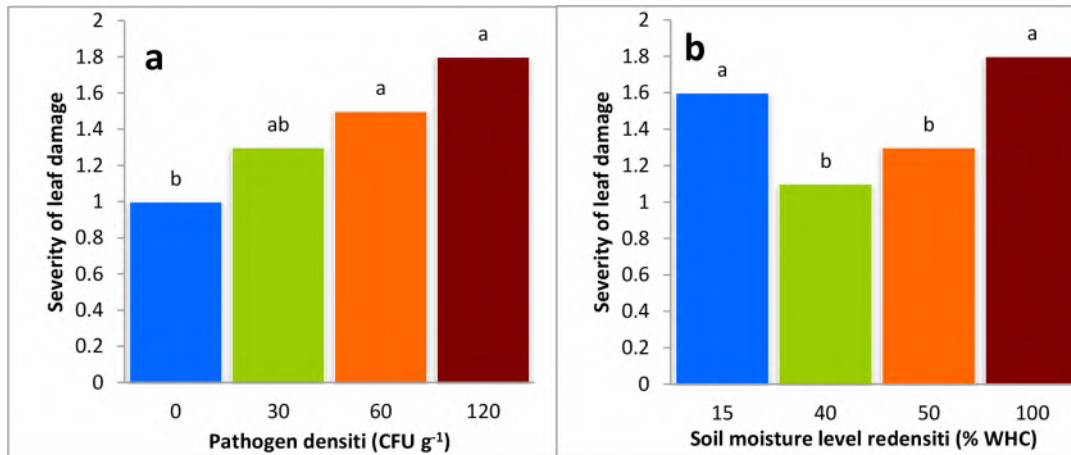 a
Severity of leaf damage
2
1.8
1.6
1.4
1.2
1
0.8
0.6
0.4
0.2
0
b
ab
a
a
0 30 60 120
Pathogen densiti (CFU g⁻¹)
b
Severity of leaf damage
2
1.8
1.6
1.4
1.2
1
0.8
0.6
0.4
0.2
0
a
b
b
a
15 40 50 100
Soil moisture level redensiti (% WHC)